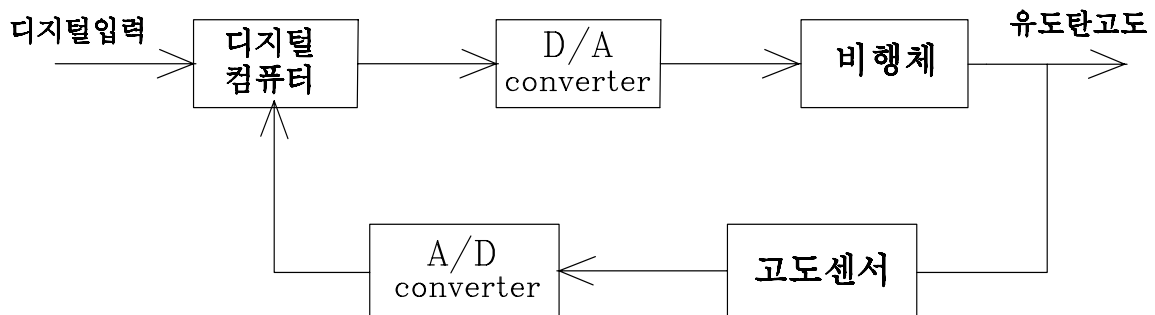 디지털입력
디지털
컴퓨터
D/A
converter
비행체
유도탄고도
A/D
converter
고도센서